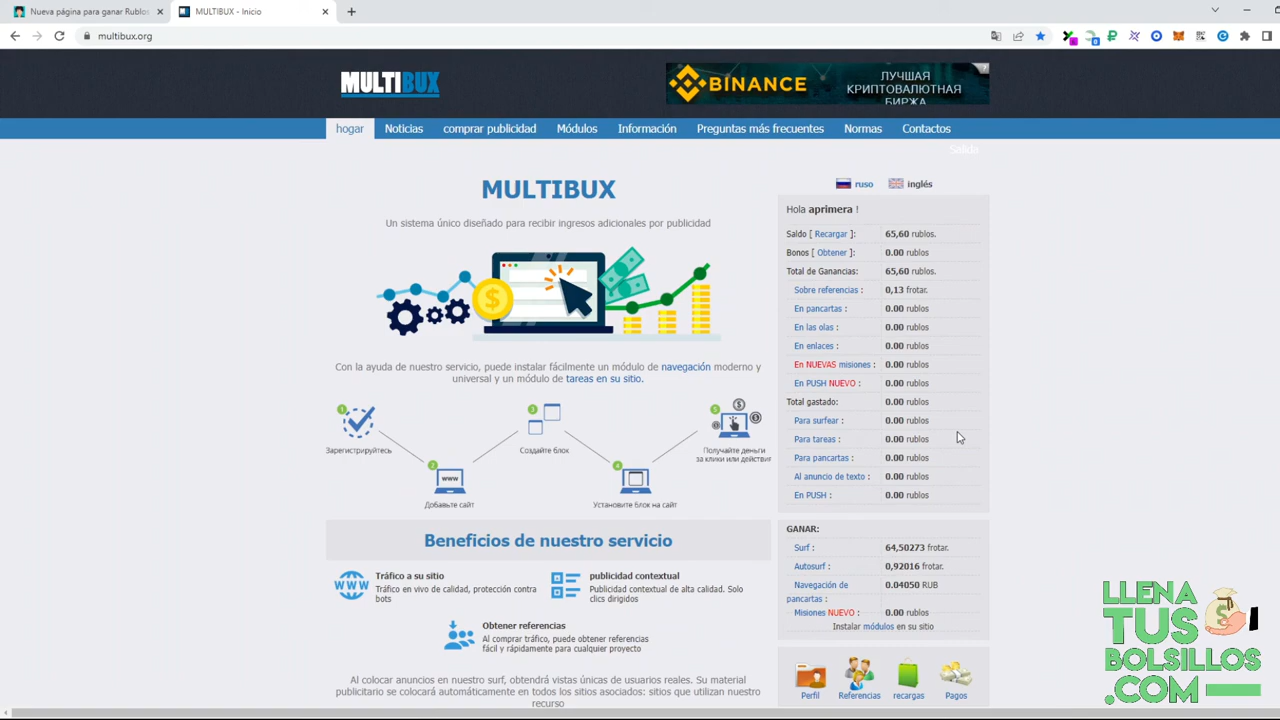 Nueva página para ganar Rublos
MULTIBUX - Inicio
multibux.org
MULTIBUX
BINANCE
ЛУЧШАЯ
КРИПТОВАЛЮТНАЯ
БИРЖА
hogar
Noticias
comprar publicidad
Módulos
Información
Preguntas más frecuentes
Normas
Contactos
Salida
ruso
inglés
MULTIBUX
Un sistema único diseñado para recibir ingresos adicionales por publicidad
Con la ayuda de nuestro servicio, puede instalar fácilmente un módulo de navegación moderno y
universal y un módulo de tareas en su sitio.
1
3
5
Зарегистрируйтесь
Создайте блок
Получайте деньги
за клики или действия
2
4
www
Добавьте сайт
Установите блок на сайт
Beneficios de nuestro servicio
WWW
Tráfico a su sitio
Tráfico en vivo de calidad, protección contra
bots
publicidad contextual
Publicidad contextual de alta calidad. Solo
clics dirigidos
Obtener referencias
Al comprar tráfico, puede obtener referencias
fácil y rápidamente para cualquier proyecto
Al colocar anuncios en nuestro surf, obtendrá vistas únicas de usuarios reales. Su material
publicitario se colocará automáticamente en todos los sitios asociados: sitios que utilizan nuestro
recurso
Hola aprimera !
Saldo [ Recargar ]: 65,60 rublos.
Bonos [ Obtener ]: 0.00 rublos
Total de Ganancias: 65,60 rublos.
Sobre referencias : 0,13 frotar.
En pancartas : 0.00 rublos
En las olas : 0.00 rublos
En enlaces : 0.00 rublos
En NUEVAS misiones : 0.00 rublos
En PUSH NUEVO : 0.00 rublos
Total gastado: 0.00 rublos
Para surfear : 0.00 rublos
Para tareas : 0.00 rublos
Para pancartas : 0.00 rublos
Al anuncio de texto : 0.00 rublos
En PUSH : 0.00 rublos
GANAR:
Surf : 64,50273 frotar.
Autosurf : 0,92016 frotar.
Navegación de
pancartas : 0.04050 RUB
Misiones NUEVO : 0.00 rublos
Instalar módulos en su sitio
Perfil
Referencias
recargas
Pagos
LLENA
TUS
BOLSILLOS
.COM